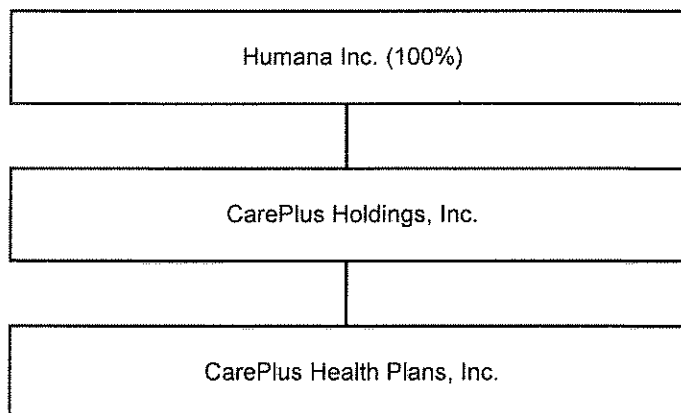 Humana Inc. (100%)
CarePlus Holdings, Inc.
CarePlus Health Plans, Inc.